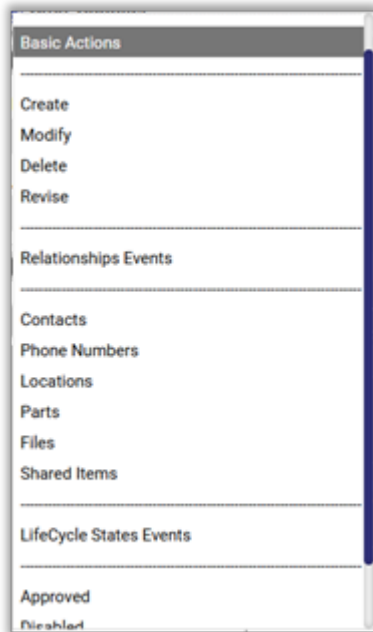 Basic Actions
Create
Modify
Delete
Revise
Relationships Events
Contacts
Phone Numbers
Locations
Parts
Files
Shared Items
LifeCycle States Events
Approved
Disabled